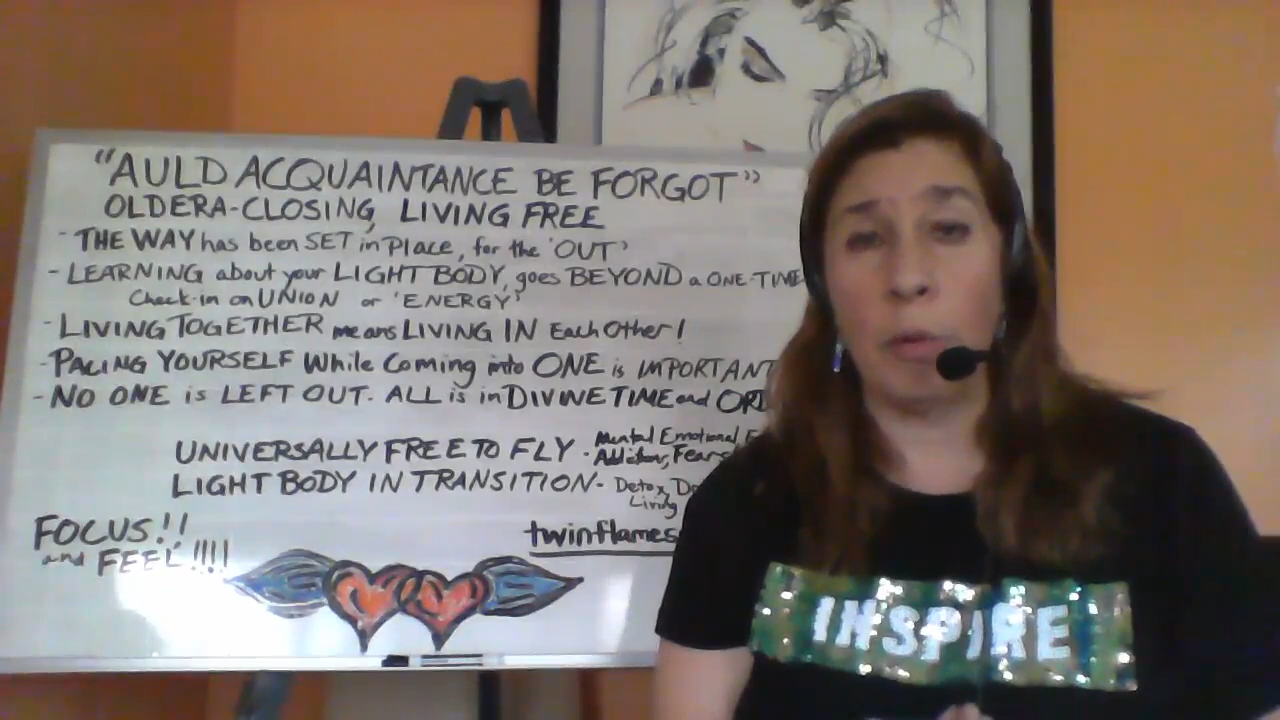 "AULD ACQUAINTANCE BE FORGOT"
OLDERA-CLOSING, LIVING FREE
- THE WAY has been SET in Place, for the 'OUT'
- LEARNING about your LIGHT BODY, goes BEYOND a ONE-TIME
Check-in on UNION or 'ENERGY'
- LIVING TOGETHER means LIVING IN Each Other!
- PACING YOURSELF While Coming into ONE is IMPORTANT
- NO ONE is LEFT OUT. ALL is in DIVINE TIME and
UNIVERSALLY FREE TO FLY - Mental Emotional,
Addiction, Fear
LIGHT BODY IN TRANSITION - Detox,
Living
FOCUS!!
and FEEL!!!!
twinflames
INSPIRE